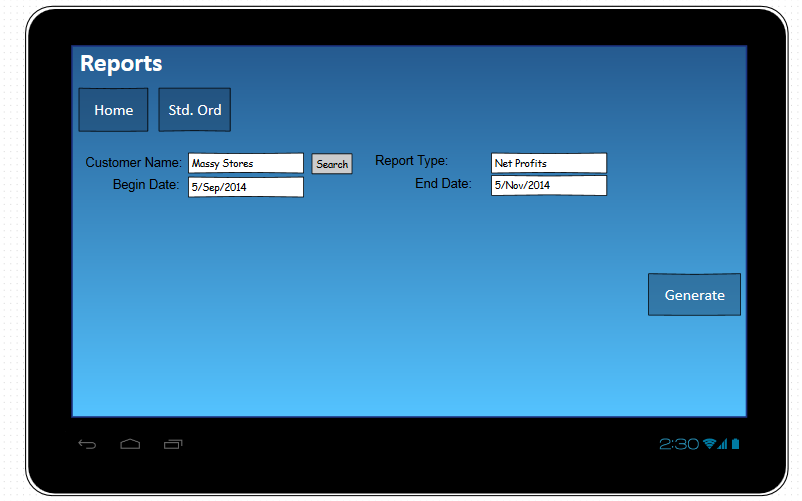 Reports
Home Std. Ord
Customer Name: Massy Stores Search Report Type: Net Profits
Begin Date: 5/Sep/2014 End Date: 5/Nov/2014
Generate
2:30